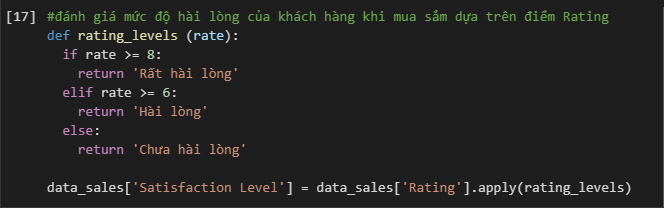 [17] #đánh giá mức độ hài lòng của khách hàng khi mua sắm dựa trên điểm Rating
def rating_levels (rate):
  if rate >= 8:
    return 'Rất hài lòng'
  elif rate >= 6:
    return 'Hài lòng'
  else:
    return 'Chưa hài lòng'

data_sales['Satisfaction Level'] = data_sales['Rating'].apply(rating_levels)